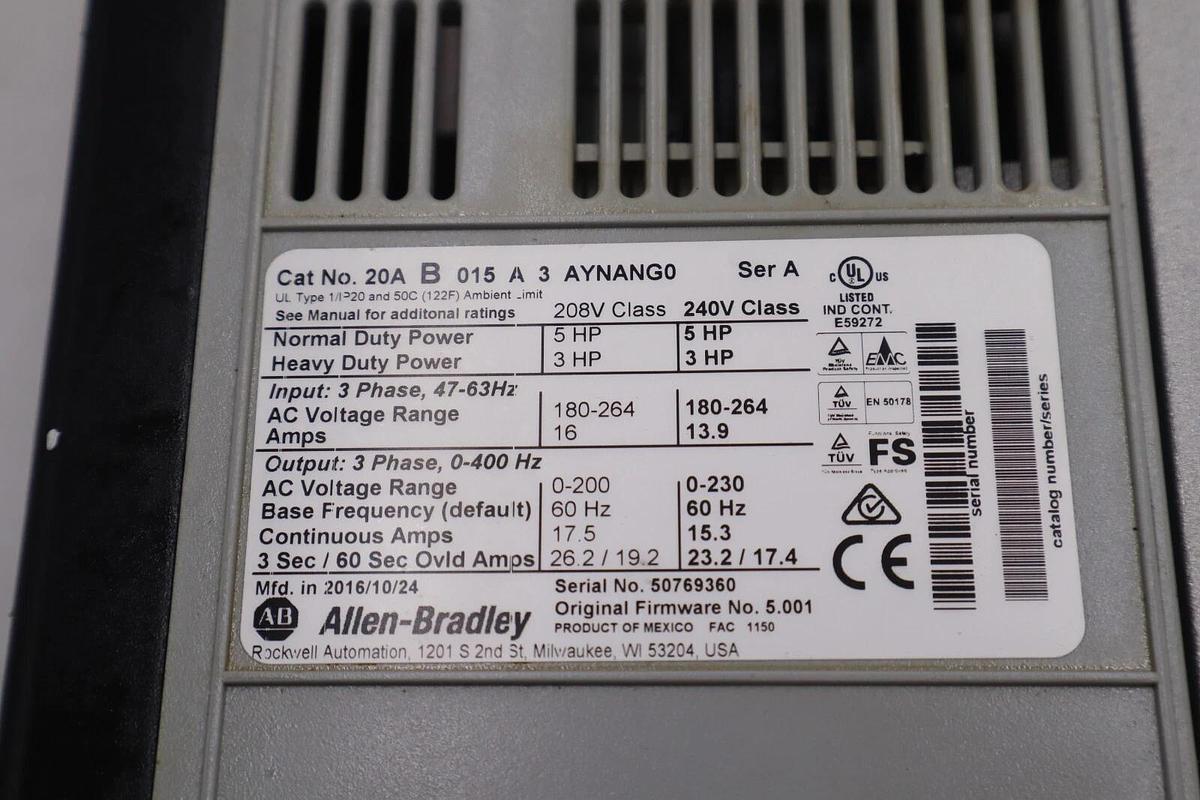 Cat No. 20A B 015 A 3 AYNANG0 Ser A
UL Type 1/IP20 and 50C (122F) Ambient Limit
See Manual for additonal ratings 208V Class 240V Class
Normal Duty Power 5 HP 5 HP
Heavy Duty Power 3 HP 3 HP
Input: 3 Phase, 47-63Hz
AC Voltage Range 180-264 180-264
Amps 16 13.9
Output: 3 Phase, 0-400 Hz
AC Voltage Range 0-200 0-230
Base Frequency (default) 60 Hz 60 Hz
Continuous Amps 17.5 15.3
3 Sec / 60 Sec Ovld Amps 26.2 / 19.2 23.2 / 17.4
Mfd. in 2016/10/24 Serial No. 50769360
AB Allen-Bradley Original Firmware No. 5.001
PRODUCT OF MEXICO FAC 1150
Rockwell Automation, 1201 S 2nd St, Milwaukee, WI 53204, USA
C UL US
LISTED
IND CONT.
E59272
TÜV EMC
TÜV EN 50178
Functional Safety
TÜV FS
Type Approved
CE
serial number
catalog number/series